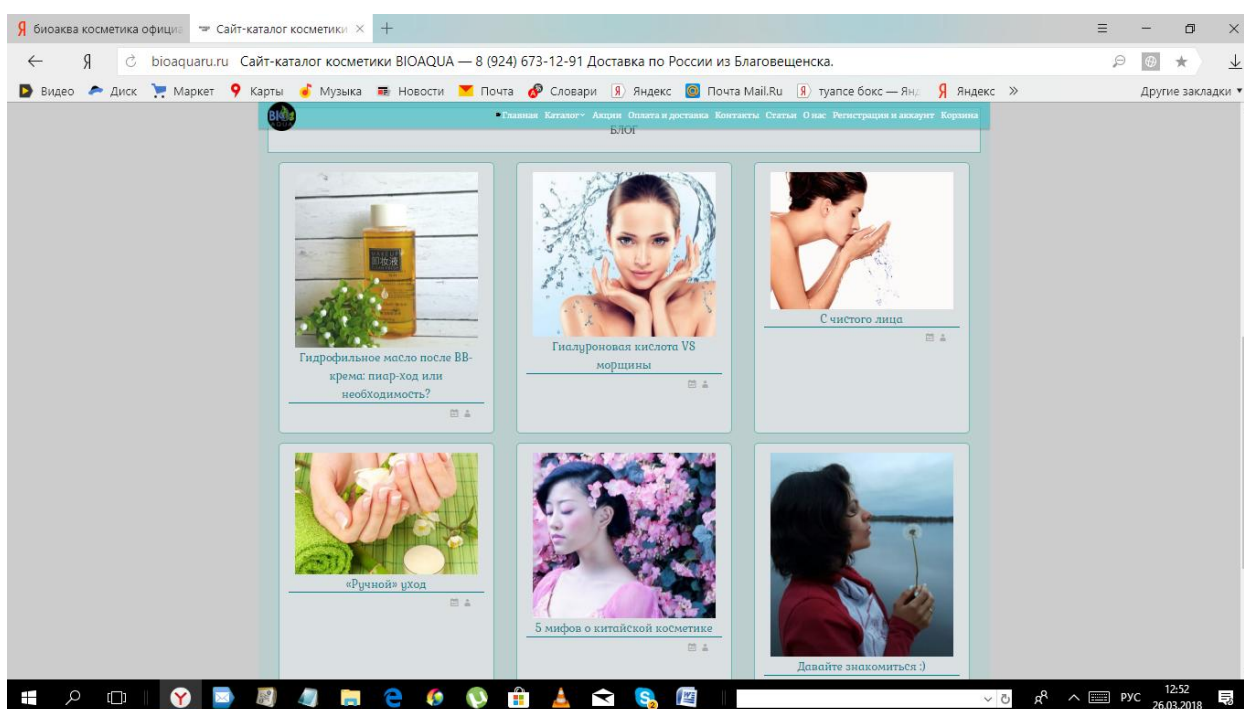 биоаква косметика официа
Сайт-каталог косметики
bioaquaru.ru Сайт-каталог косметики BIOAQUA — 8 (924) 673-12-91 Доставка по России из Благовещенска.
Видео Диск Маркет Карты Музыка Новости Почта Словари Яндекс Почта Mail.Ru туапсе бокс — Янд Яндекс » Другие закладки
Главная Каталог Акции Оплата и доставка Контакты Статьи О нас Регистрация и аккаунт Корзина
БЛОГ
卸妆液
Гидрофильное масло после BB-
крема: пиар-ход или
необходимость?
Гиалуроновая кислота VS
морщины
С чистого лица
«Ручной» уход
5 мифов о китайской косметике
Давайте знакомиться :)
РУС
12:52
26.03.2018